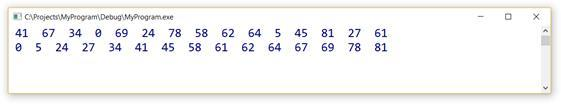 C:\Projects\MyProgram\Debug\MyProgram.exe
41 67 34 0 69 24 78 58 62 64 5 45 81 27 61
0 5 24 27 34 41 45 58 61 62 64 67 69 78 81